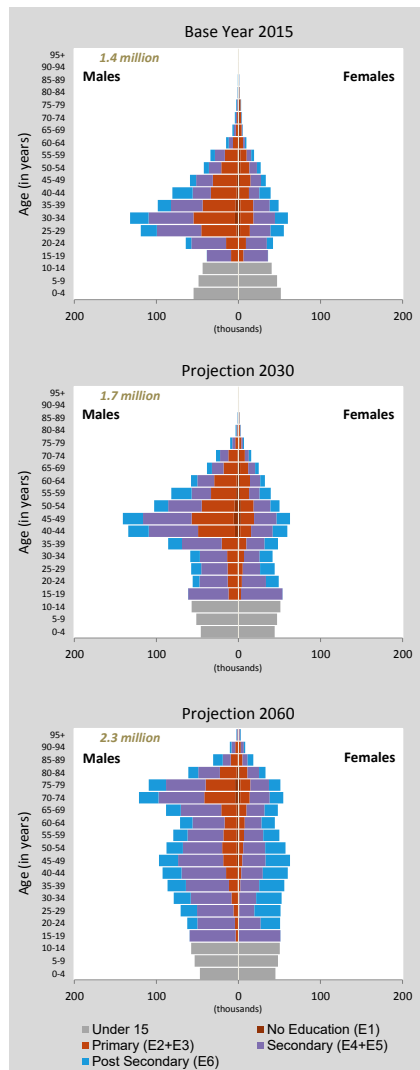 Base Year 2015
1.4 million
Males
Females
Age (in years)
95+
90-94
85-89
80-84
75-79
70-74
65-69
60-64
55-59
50-54
45-49
40-44
35-39
30-34
25-29
20-24
15-19
10-14
5-9
0-4
200 100 0 100 200
(thousands)
Projection 2030
1.7 million
Males
Females
Age (in years)
95+
90-94
85-89
80-84
75-79
70-74
65-69
60-64
55-59
50-54
45-49
40-44
35-39
30-34
25-29
20-24
15-19
10-14
5-9
0-4
200 100 0 100 200
(thousands)
Projection 2060
2.3 million
Males
Females
Age (in years)
95+
90-94
85-89
80-84
75-79
70-74
65-69
60-64
55-59
50-54
45-49
40-44
35-39
30-34
25-29
20-24
15-19
10-14
5-9
0-4
200 100 0 100 200
(thousands)
Under 15 No Education (E1)
Primary (E2+E3) Secondary (E4+E5)
Post Secondary (E6)